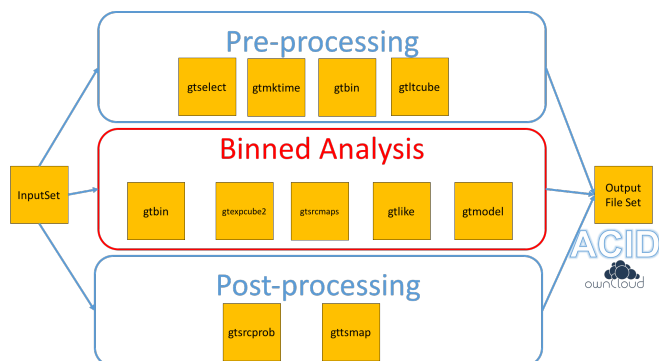 Pre-processing
gtselect
gtmktime
gtbin
gtltcube
Binned Analysis
InputSet
gtbin
gtexpcube2
gtsrcmaps
gtlike
gtmodel
Output
File Set
ACID
ownCloud
Post-processing
gtsrcprob
gttsmap